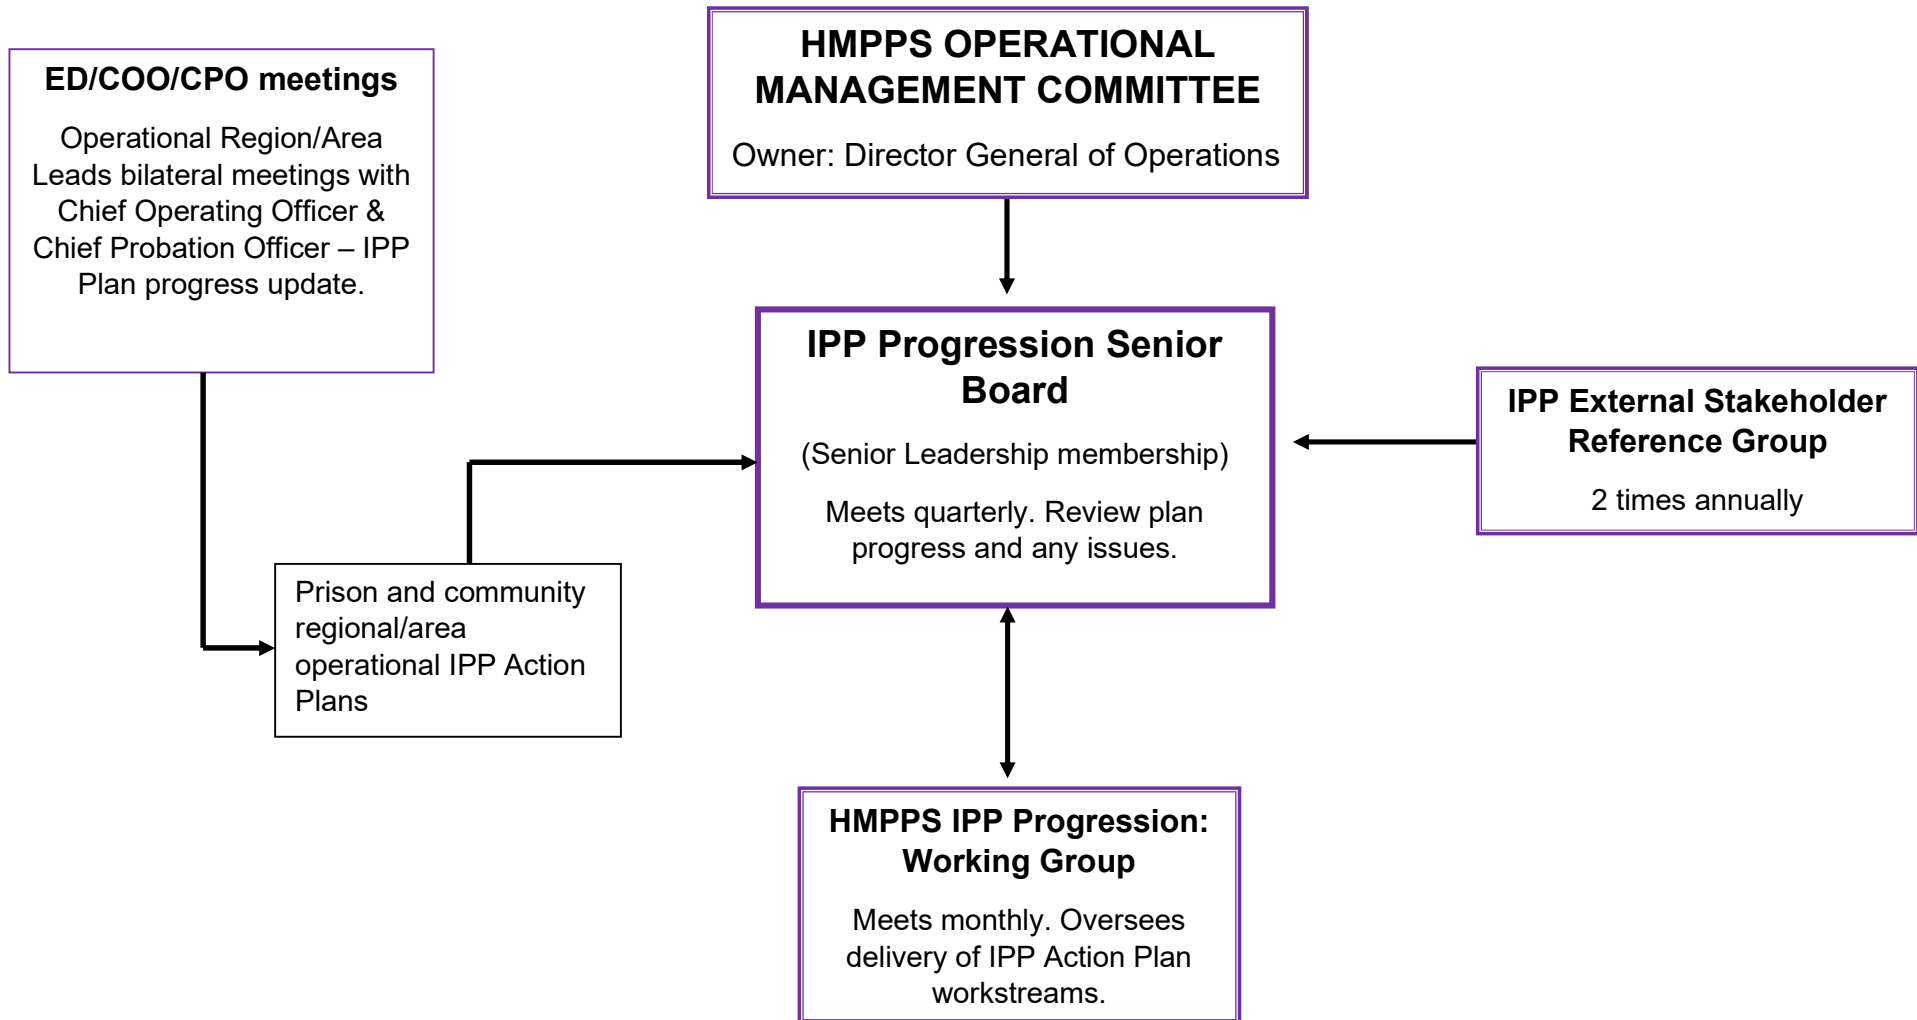 ED/COO/CPO meetings
Operational Region/Area
Leads bilateral meetings with
Chief Operating Officer &
Chief Probation Officer – IPP
Plan progress update.
HMPPS OPERATIONAL
MANAGEMENT COMMITTEE
Owner: Director General of Operations
IPP Progression Senior
Board
(Senior Leadership membership)
Meets quarterly. Review plan
progress and any issues.
IPP External Stakeholder
Reference Group
2 times annually
Prison and community
regional/area
operational IPP Action
Plans
HMPPS IPP Progression:
Working Group
Meets monthly. Oversees
delivery of IPP Action Plan
workstreams.